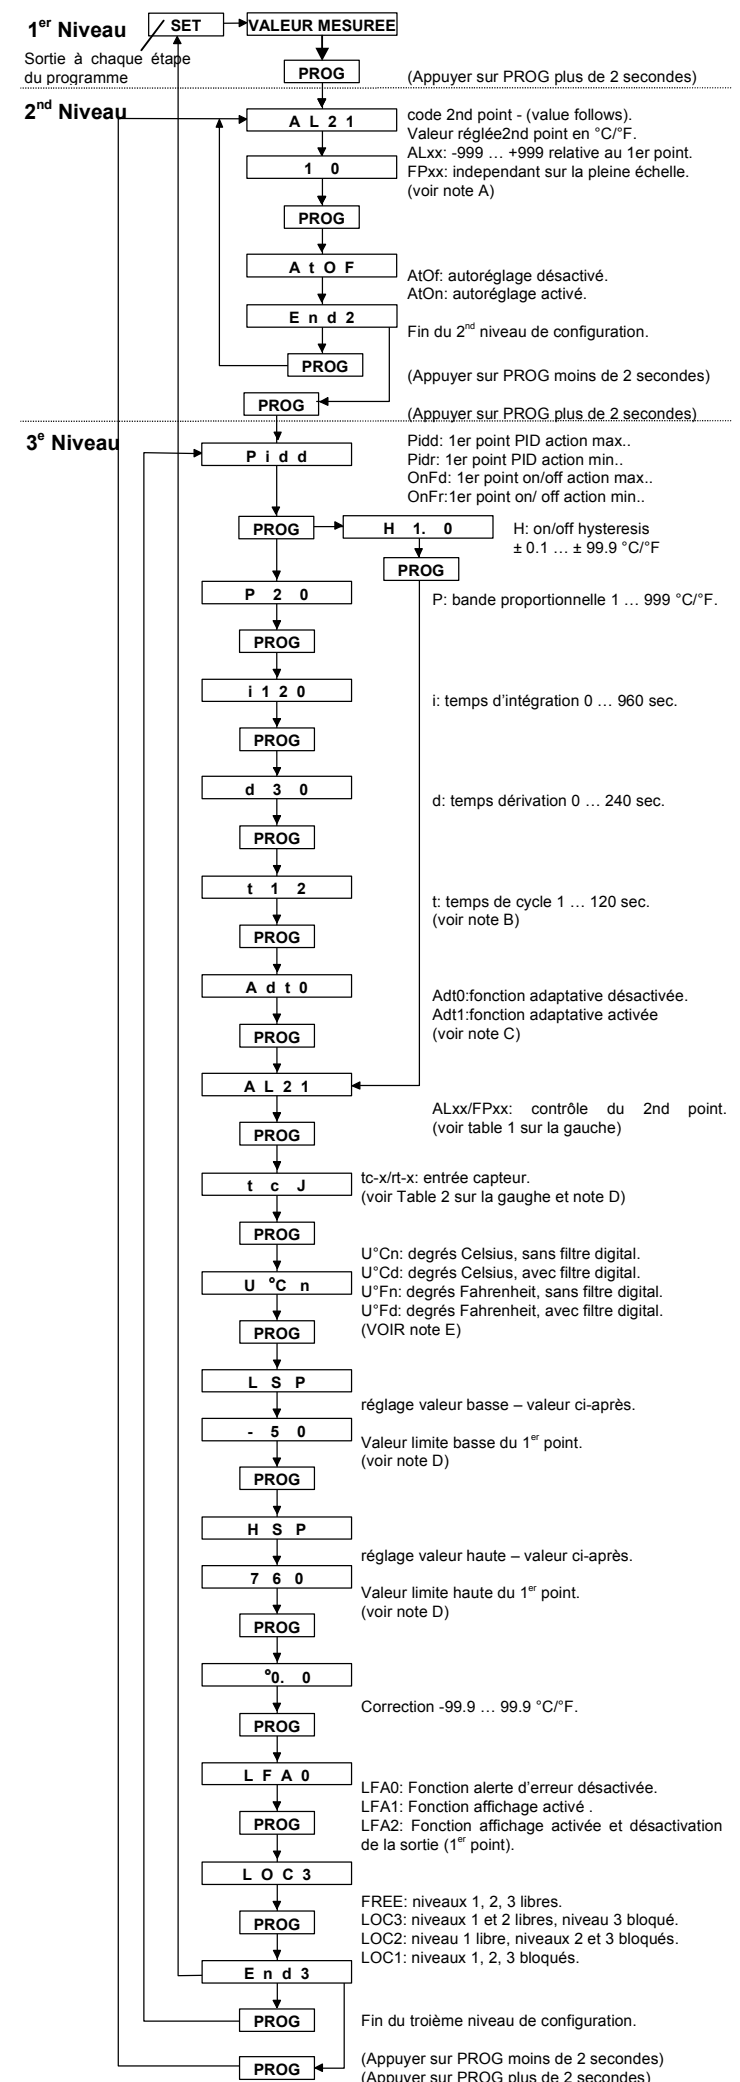 1er Niveau
SET
VALEUR MESUREE
Sortie à chaque étape
du programme
PROG
(Appuyer sur PROG plus de 2 secondes)
2nd Niveau
A L 2 1
code 2nd point - (value follows).
Valeur réglée2nd point en °C/°F.
ALxx: -999 … +999 relative au 1er point.
1 0
FPxx: independant sur la pleine échelle.
(voir note A)
PROG
A t O F
AtOf: autoréglage désactivé.
AtOn: autoréglage activé.
E n d 2
Fin du 2nd niveau de configuration.
PROG
(Appuyer sur PROG moins de 2 secondes)
PROG
(Appuyer sur PROG plus de 2 secondes)
3e Niveau
P i d d
Pidd: 1er point PID action max..
Pidr: 1er point PID action min..
OnFd: 1er point on/off action max..
OnFr:1er point on/ off action min..
PROG
H 1. 0
H: on/off hysteresis
± 0.1 … ± 99.9 °C/°F
PROG
P 2 0
P: bande proportionnelle 1 … 999 °C/°F.
PROG
i 1 2 0
i: temps d’intégration 0 … 960 sec.
PROG
d 3 0
d: temps dérivation 0 … 240 sec.
PROG
t 1 2
t: temps de cycle 1 … 120 sec.
(voir note B)
PROG
A d t 0
Adt0:fonction adaptative désactivée.
Adt1:fonction adaptative activée
(voir note C)
PROG
A L 2 1
ALxx/FPxx: contrôle du 2nd point.
(voir table 1 sur la gauche)
PROG
t c J
tc-x/rt-x: entrée capteur.
(voir Table 2 sur la gaughe et note D)
PROG
U °C n
U°Cn: degrés Celsius, sans filtre digital.
U°Cd: degrés Celsius, avec filtre digital.
U°Fn: degrés Fahrenheit, sans filtre digital.
U°Fd: degrés Fahrenheit, avec filtre digital.
(VOIR note E)
PROG
L S P
réglage valeur basse – valeur ci-après.
- 5 0
Valeur limite basse du 1er point.
(voir note D)
PROG
H S P
réglage valeur haute – valeur ci-après.
7 6 0
Valeur limite haute du 1er point.
(voir note D)
PROG
°0. 0
Correction -99.9 … 99.9 °C/°F.
PROG
L F A 0
LFA0: Fonction alerte d’erreur désactivée.
LFA1: Fonction affichage activé .
LFA2: Fonction affichage activée et désactivation
de la sortie (1er point).
PROG
L O C 3
FREE: niveaux 1, 2, 3 libres.
LOC3: niveaux 1 et 2 libres, niveau 3 bloqué.
LOC2: niveau 1 libre, niveaux 2 et 3 bloqués.
LOC1: niveaux 1, 2, 3 bloqués.
PROG
E n d 3
PROG
Fin du troième niveau de configuration.
PROG
(Appuyer sur PROG moins de 2 secondes)
(Appuyer sur PROG plus de 2 secondes)